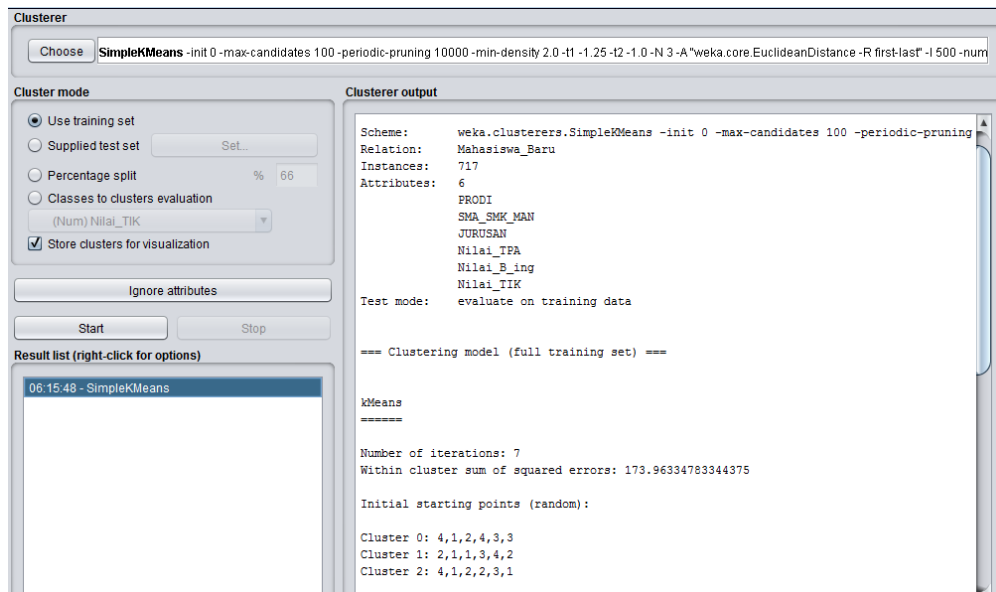 Clusterer
Choose SimpleKMeans -init 0 -max-candidates 100 -periodic-pruning 10000 -min-density 2.0 -t1 -1.25 -t2 -1.0 -N 3 -A "weka.core.EuclideanDistance -R first-last" -I 500 -num
Cluster mode
Use training set
Supplied test set Set...
Percentage split % 66
Classes to clusters evaluation
(Num) Nilai_TIK
Store clusters for visualization
Ignore attributes
Start Stop
Result list (right-click for options)
06:15:48 - SimpleKMeans
Clusterer output
Scheme: weka.clusterers.SimpleKMeans -init 0 -max-candidates 100 -periodic-pruning
Relation: Mahasiswa_Baru
Instances: 717
Attributes: 6
PRODI
SMA_SMK_MAN
JURUSAN
Nilai_TPA
Nilai_B_ing
Nilai_TIK
Test mode: evaluate on training data
=== Clustering model (full training set) ===
kMeans
======
Number of iterations: 7
Within cluster sum of squared errors: 173.96334783344375
Initial starting points (random):
Cluster 0: 4,1,2,4,3,3
Cluster 1: 2,1,1,3,4,2
Cluster 2: 4,1,2,2,3,1